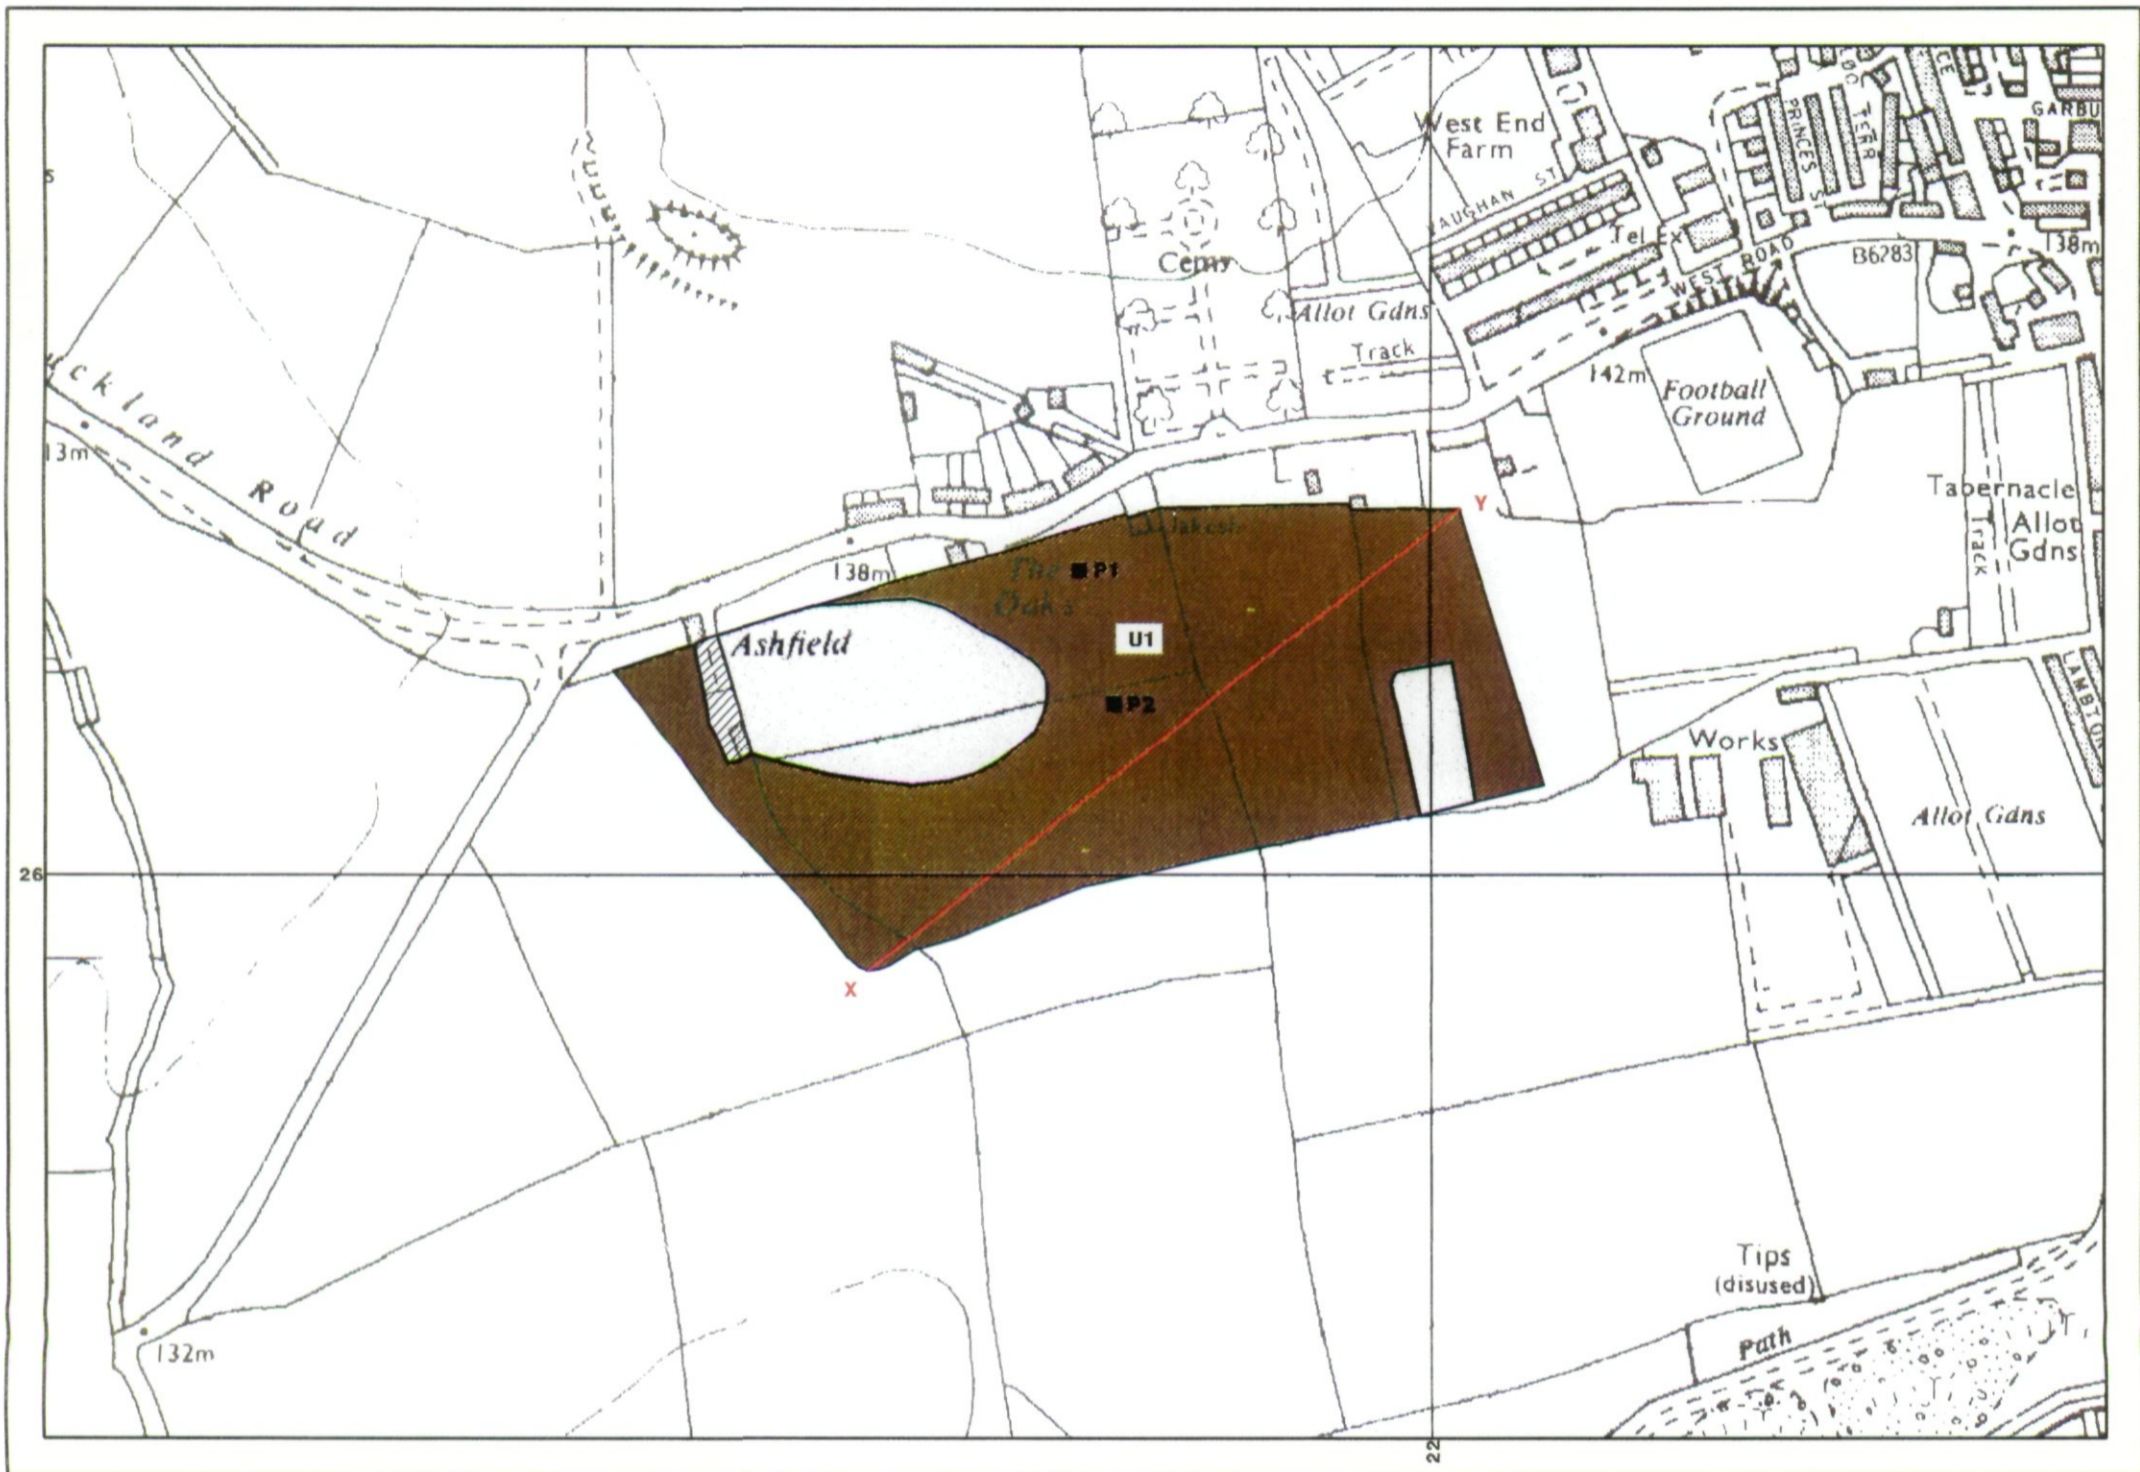 West End
Farm
VAUGHAN ST
Tel Ex
WEST ROAD
PRINCES ST
TERR
GARBU
B6283
138m
Cemy
Allot Gdns
Track
142m
Football
Ground
Tabernacle
Allot
Gdns
Track
uckland Road
13m
138m
The
Oaks
P1
U1
P2
Ashfield
Y
X
Works
LAMBTON
Allot Gdns
26
Tips
(disused)
Path
132m
22